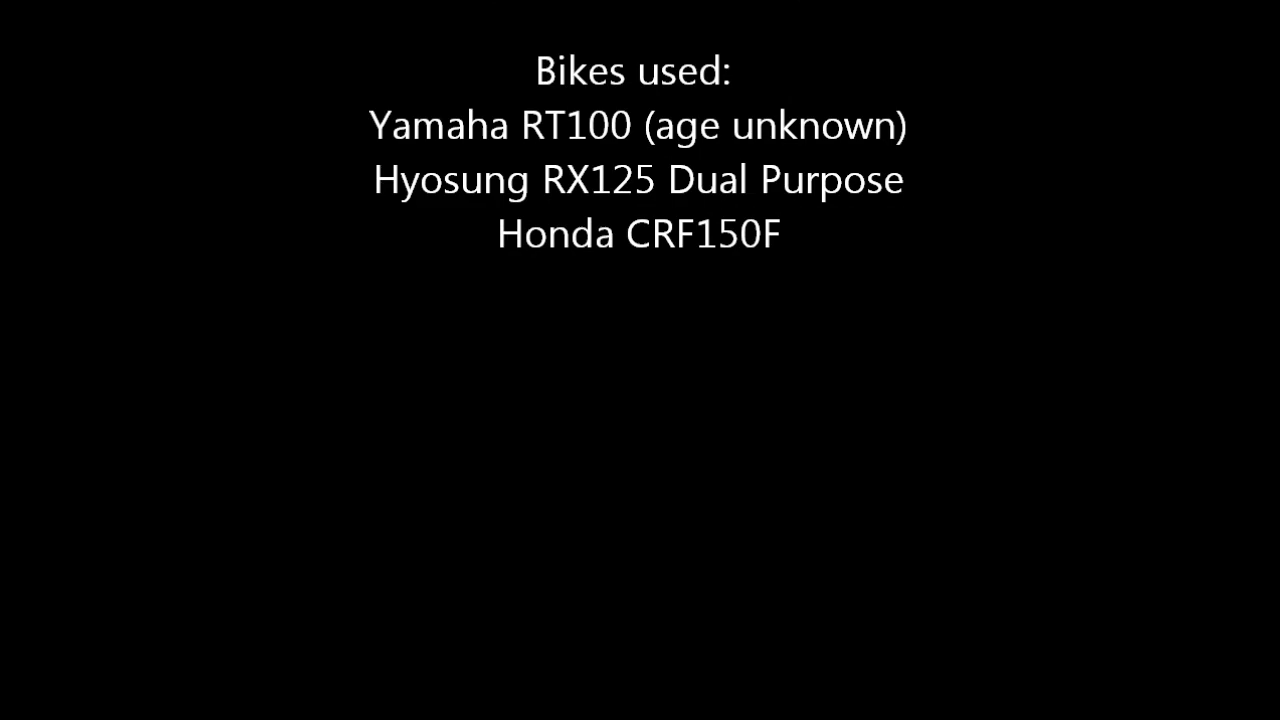 Bikes used:
Yamaha RT100 (age unknown)
Hyosung RX125 Dual Purpose
Honda CRF150F